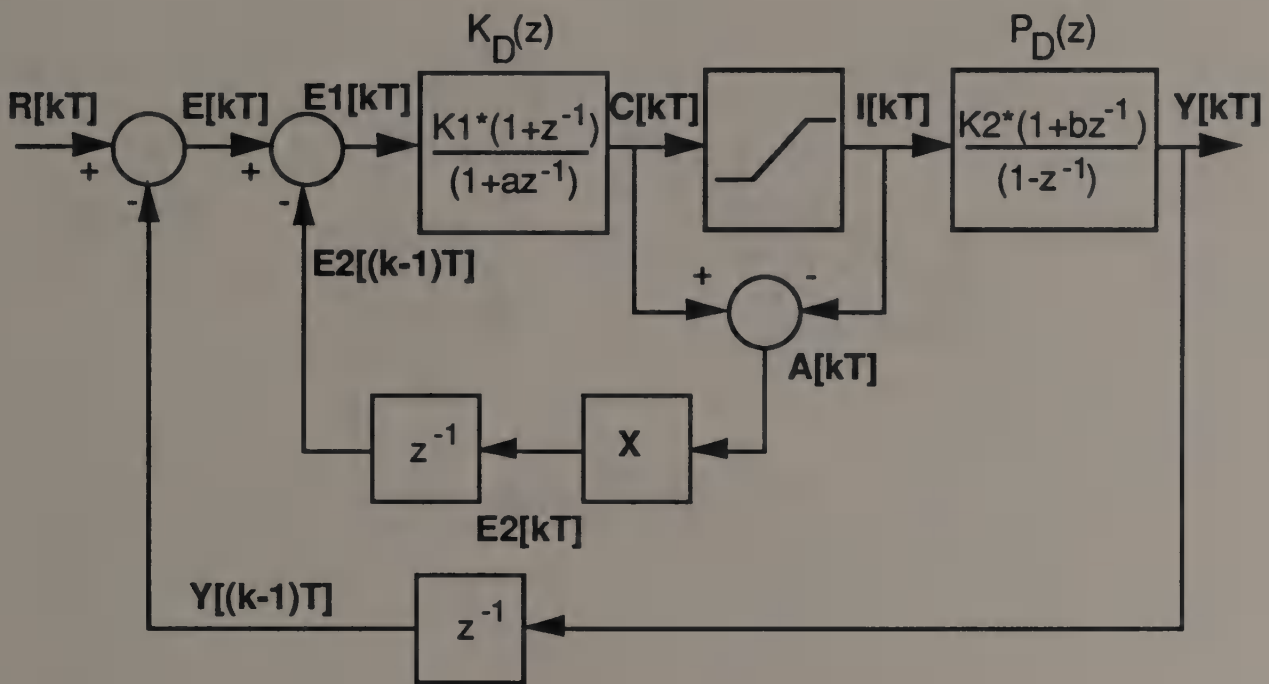 K_D(z)
P_D(z)
R[kT]
E[kT]
E1[kT]
K1*(1+z^-1)
(1+az^-1)
C[kT]
I[kT]
K2*(1+bz^-1)
(1-z^-1)
Y[kT]
+
-
+
-
E2[(k-1)T]
+
-
A[kT]
z^-1
X
E2[kT]
Y[(k-1)T]
z^-1